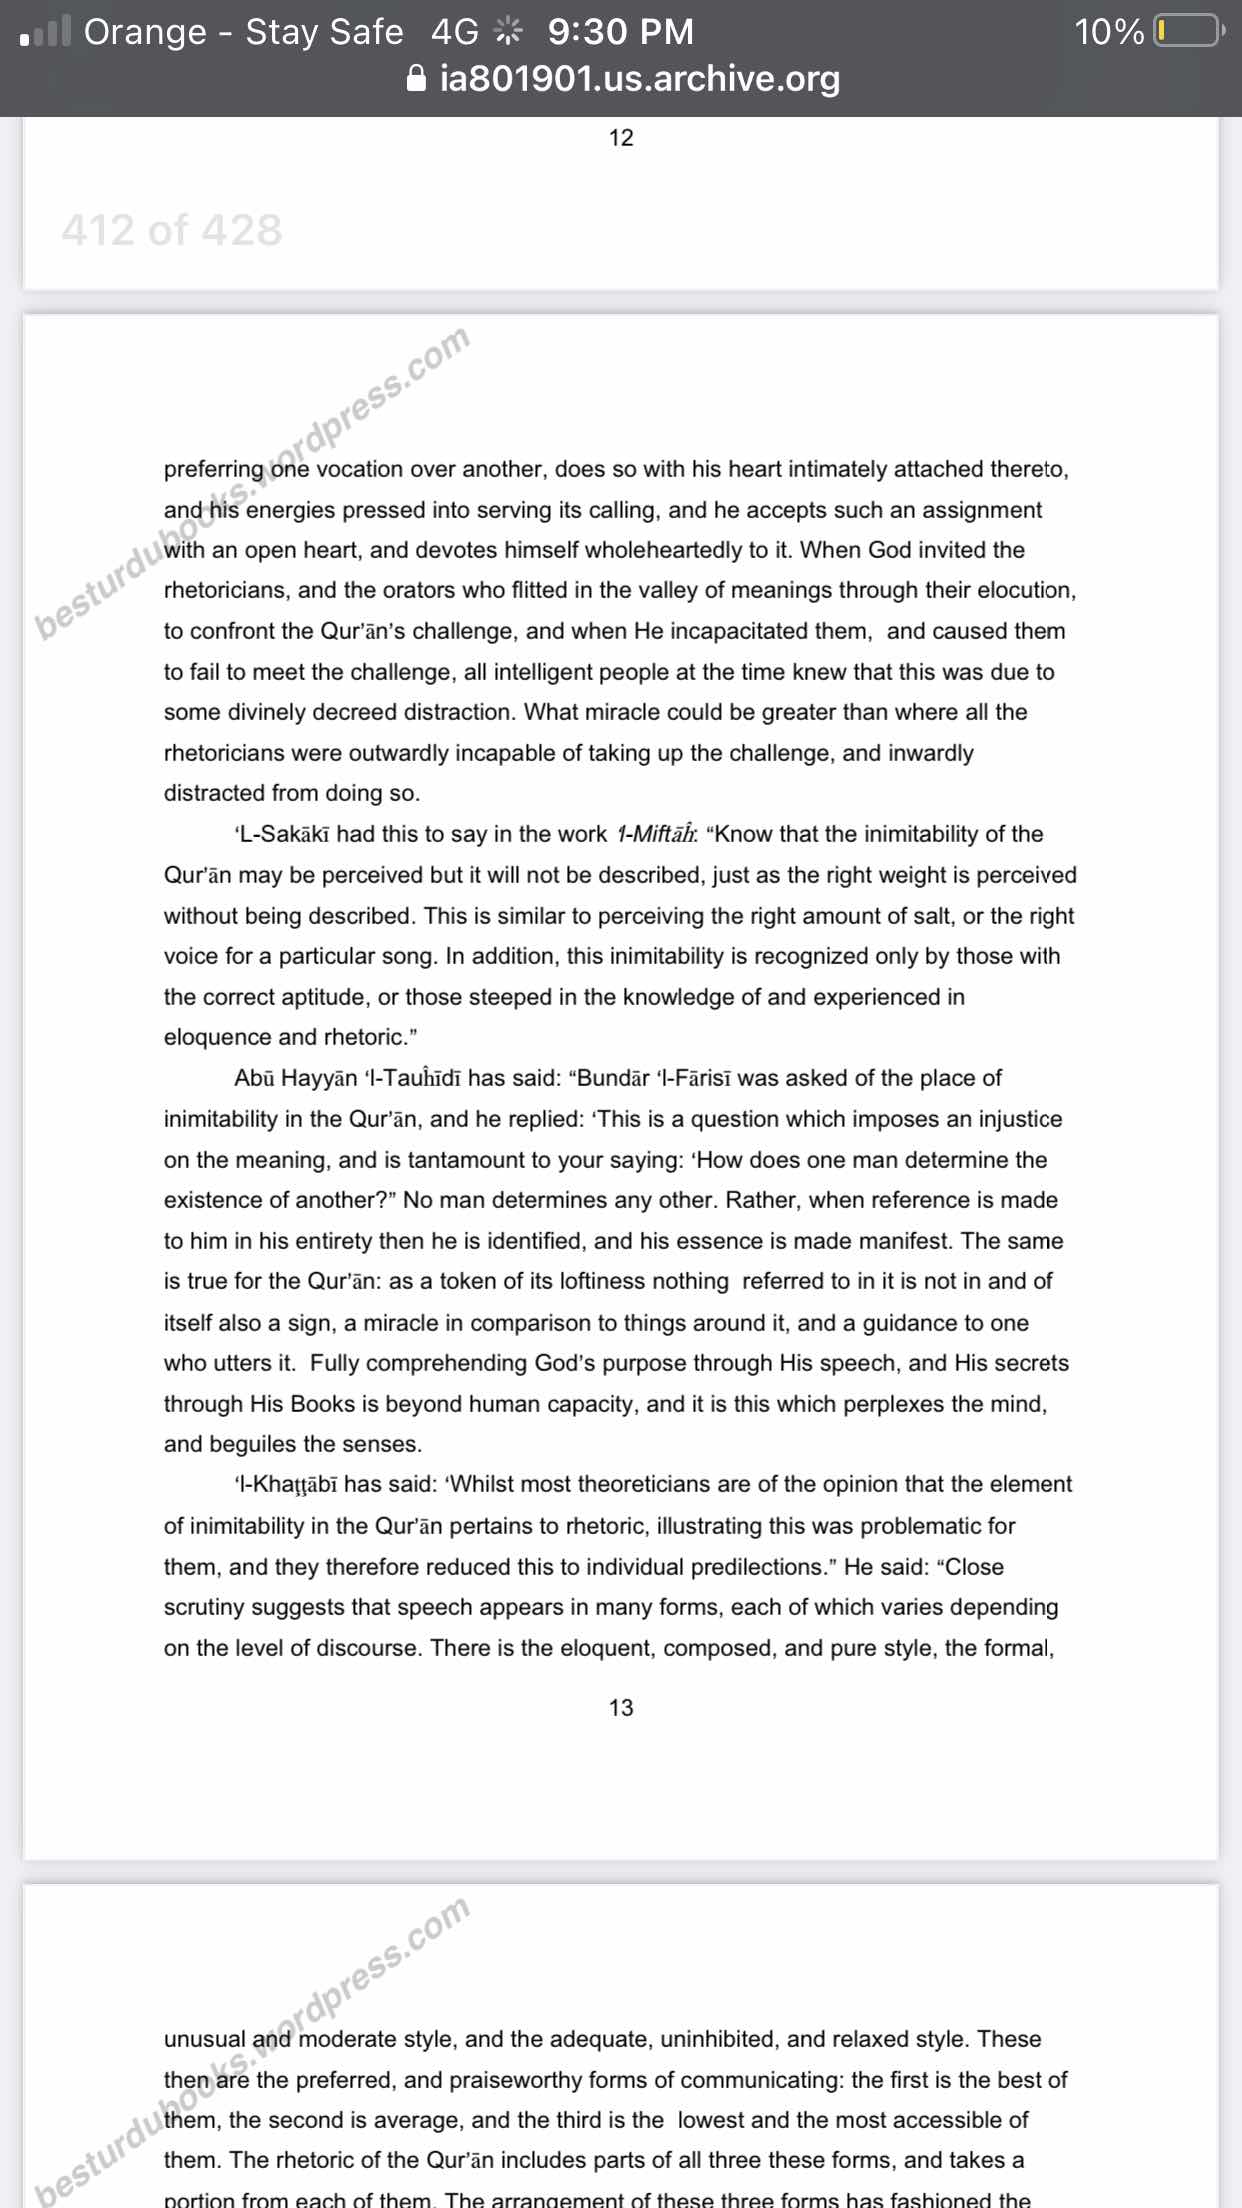 Orange - Stay Safe 4G 9:30 PM 10%
ia801901.us.archive.org
12
412 of 428
besturdubooks.wordpress.com
preferring one vocation over another, does so with his heart intimately attached thereto,
and his energies pressed into serving its calling, and he accepts such an assignment
with an open heart, and devotes himself wholeheartedly to it. When God invited the
rhetoricians, and the orators who flitted in the valley of meanings through their elocution,
to confront the Qur’ān’s challenge, and when He incapacitated them,  and caused them
to fail to meet the challenge, all intelligent people at the time knew that this was due to
some divinely decreed distraction. What miracle could be greater than where all the
rhetoricians were outwardly incapable of taking up the challenge, and inwardly
distracted from doing so.
‘L-Sakākī had this to say in the work ‘l-Miftāĥ: “Know that the inimitability of the
Qur’ān may be perceived but it will not be described, just as the right weight is perceived
without being described. This is similar to perceiving the right amount of salt, or the right
voice for a particular song. In addition, this inimitability is recognized only by those with
the correct aptitude, or those steeped in the knowledge of and experienced in
eloquence and rhetoric.”
Abū Hayyān ‘l-Tauĥīdī has said: “Bundār ‘l-Fārisī was asked of the place of
inimitability in the Qur’ān, and he replied: ‘This is a question which imposes an injustice
on the meaning, and is tantamount to your saying: ‘How does one man determine the
existence of another?” No man determines any other. Rather, when reference is made
to him in his entirety then he is identified, and his essence is made manifest. The same
is true for the Qur’ān: as a token of its loftiness nothing  referred to in it is not in and of
itself also a sign, a miracle in comparison to things around it, and a guidance to one
who utters it.  Fully comprehending God’s purpose through His speech, and His secrets
through His Books is beyond human capacity, and it is this which perplexes the mind,
and beguiles the senses.
‘l-Khaţţābī has said: ‘Whilst most theoreticians are of the opinion that the element
of inimitability in the Qur’ān pertains to rhetoric, illustrating this was problematic for
them, and they therefore reduced this to individual predilections.” He said: “Close
scrutiny suggests that speech appears in many forms, each of which varies depending
on the level of discourse. There is the eloquent, composed, and pure style, the formal,
13
besturdubooks.wordpress.com
unusual and moderate style, and the adequate, uninhibited, and relaxed style. These
then are the preferred, and praiseworthy forms of communicating: the first is the best of
them, the second is average, and the third is the  lowest and the most accessible of
them. The rhetoric of the Qur’ān includes parts of all three these forms, and takes a
portion from each of them. The arrangement of these three forms has fashioned the